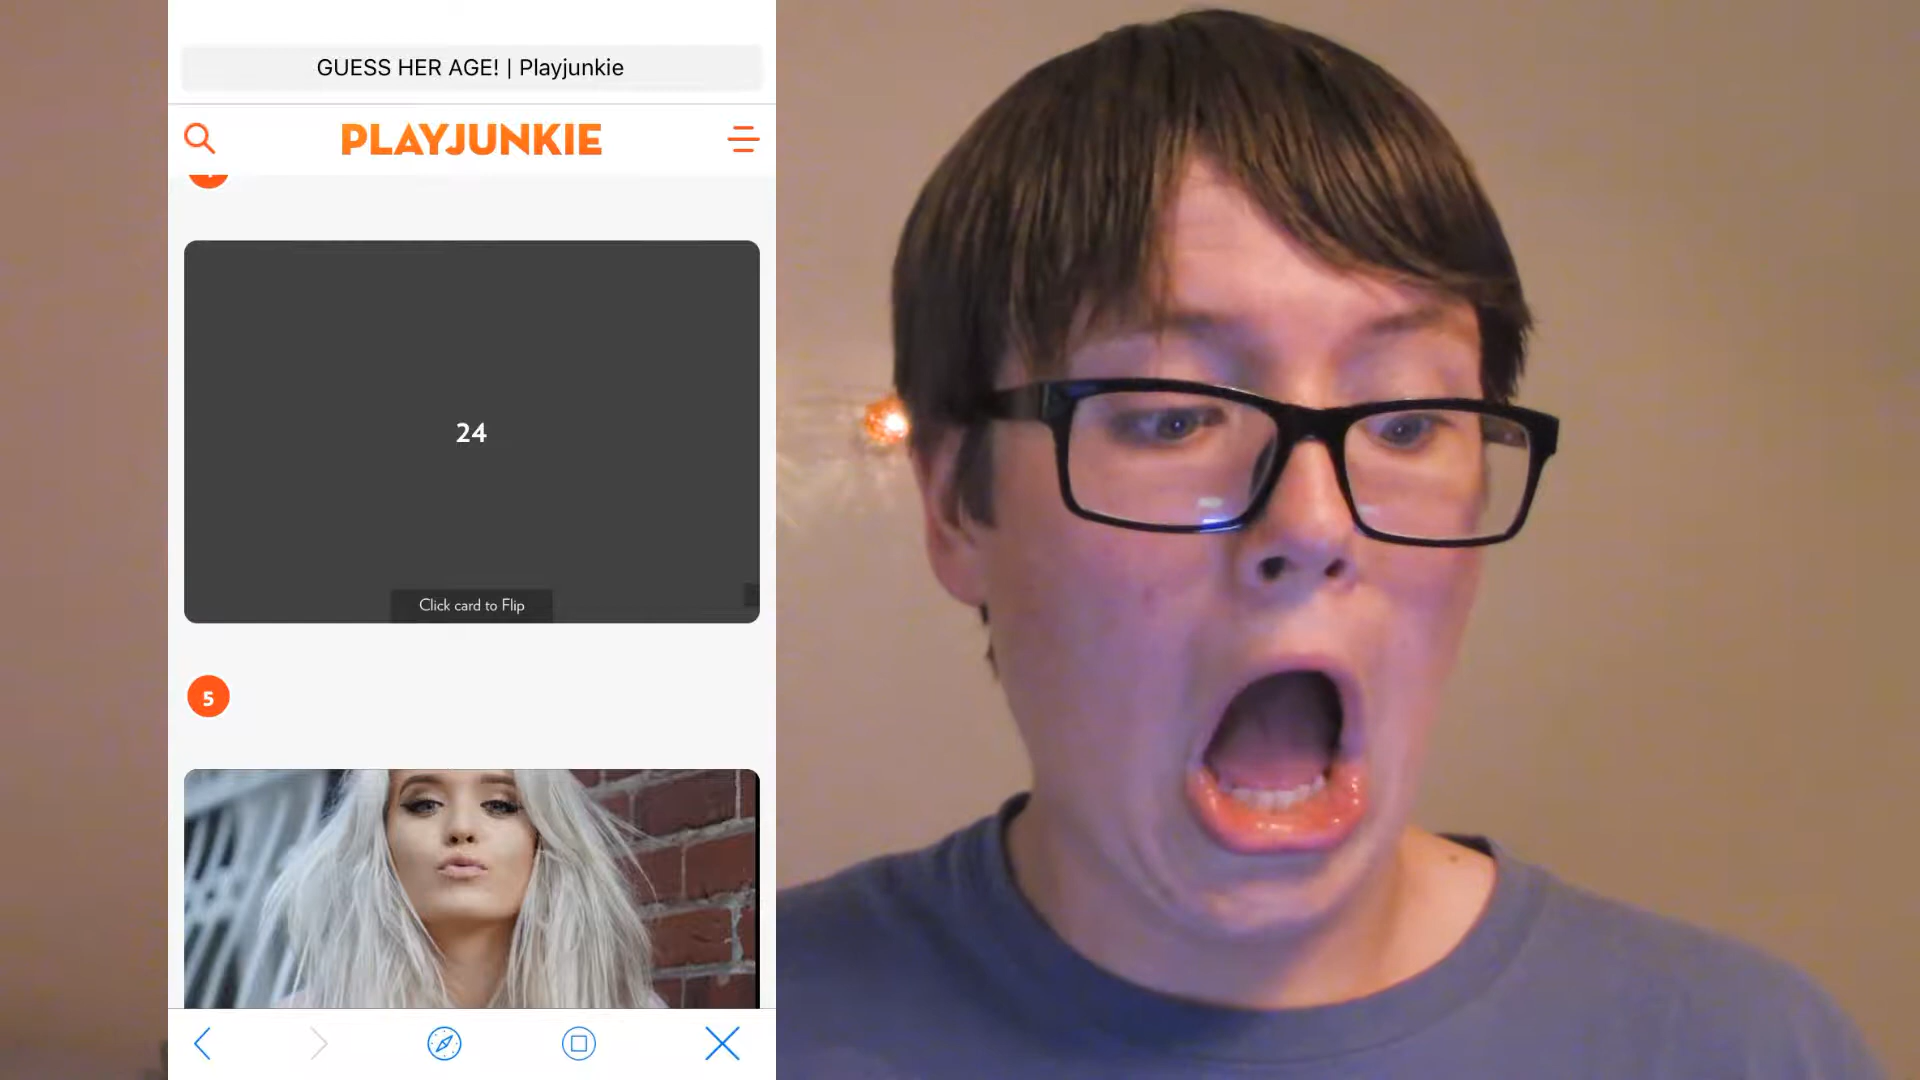 GUESS HER AGE! | Playjunkie
PLAYJUNKIE
24
Click card to Flip
5